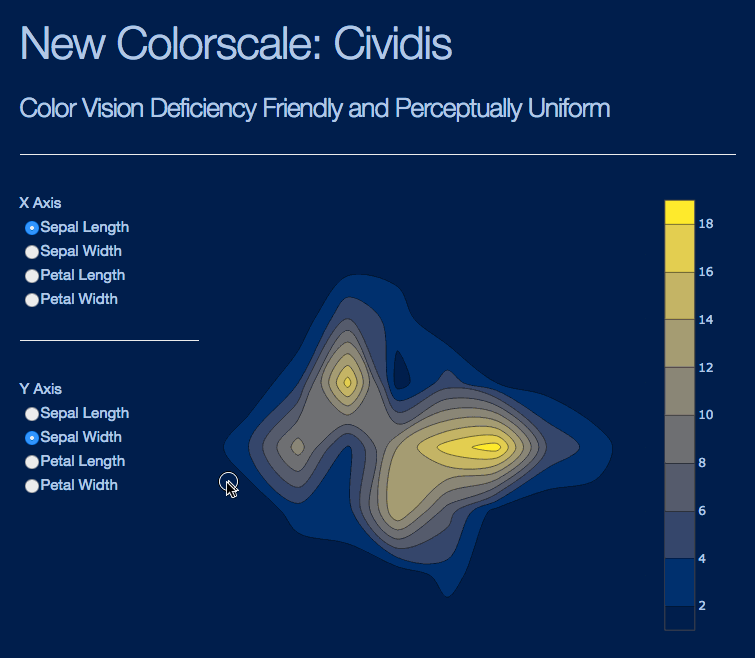 New Colorscale: Cividis
Color Vision Deficiency Friendly and Perceptually Uniform
X Axis
Sepal Length
Sepal Width
Petal Length
Petal Width
Y Axis
Sepal Length
Sepal Width
Petal Length
Petal Width
18
16
14
12
10
8
6
4
2